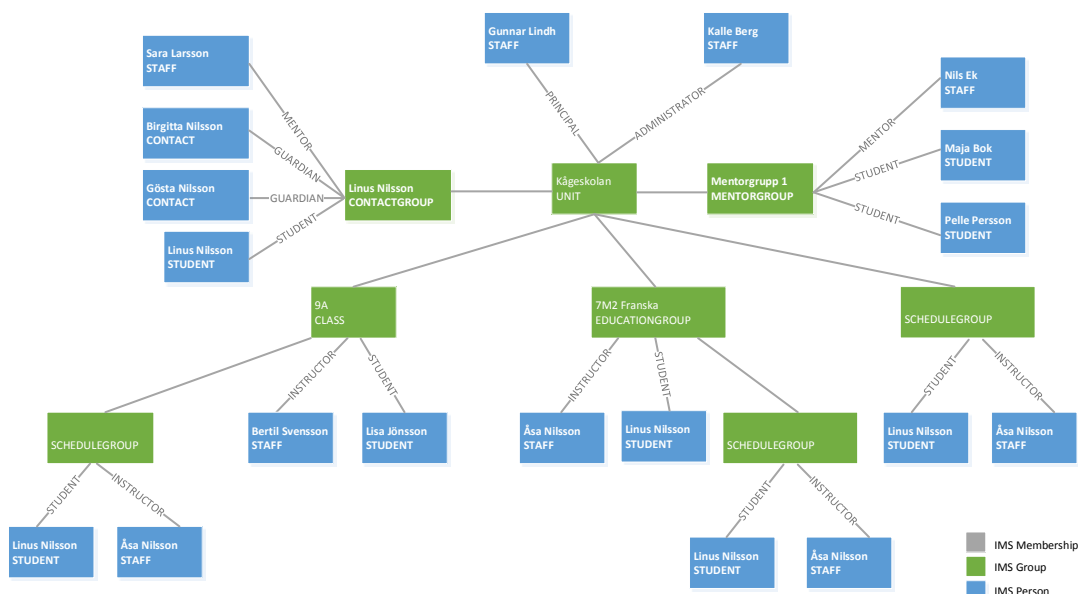 Gunnar Lindh
STAFF
Kalle Berg
STAFF
Sara Larsson
STAFF
Nils Ek
STAFF
PRINCIPAL
ADMINISTRATOR
MENTOR
MENTOR
Birgitta Nilsson
CONTACT
GUARDIAN
Maja Bok
STUDENT
STUDENT
Gösta Nilsson
CONTACT
GUARDIAN
Linus Nilsson
CONTACTGROUP
Kågeskolan
UNIT
Mentorgrupp 1
MENTORGROUP
STUDENT
Pelle Persson
STUDENT
STUDENT
Linus Nilsson
STUDENT
9A
CLASS
7M2 Franska
EDUCATIONGROUP
SCHEDULEGROUP
INSTRUCTOR
STUDENT
INSTRUCTOR
STUDENT
STUDENT
INSTRUCTOR
SCHEDULEGROUP
Bertil Svensson
STAFF
Lisa Jönsson
STUDENT
Åsa Nilsson
STAFF
Linus Nilsson
STUDENT
SCHEDULEGROUP
Linus Nilsson
STUDENT
Åsa Nilsson
STAFF
STUDENT
INSTRUCTOR
STUDENT
INSTRUCTOR
Linus Nilsson
STUDENT
Åsa Nilsson
STAFF
Linus Nilsson
STUDENT
Åsa Nilsson
STAFF
IMS Membership
IMS Group
IMS Person